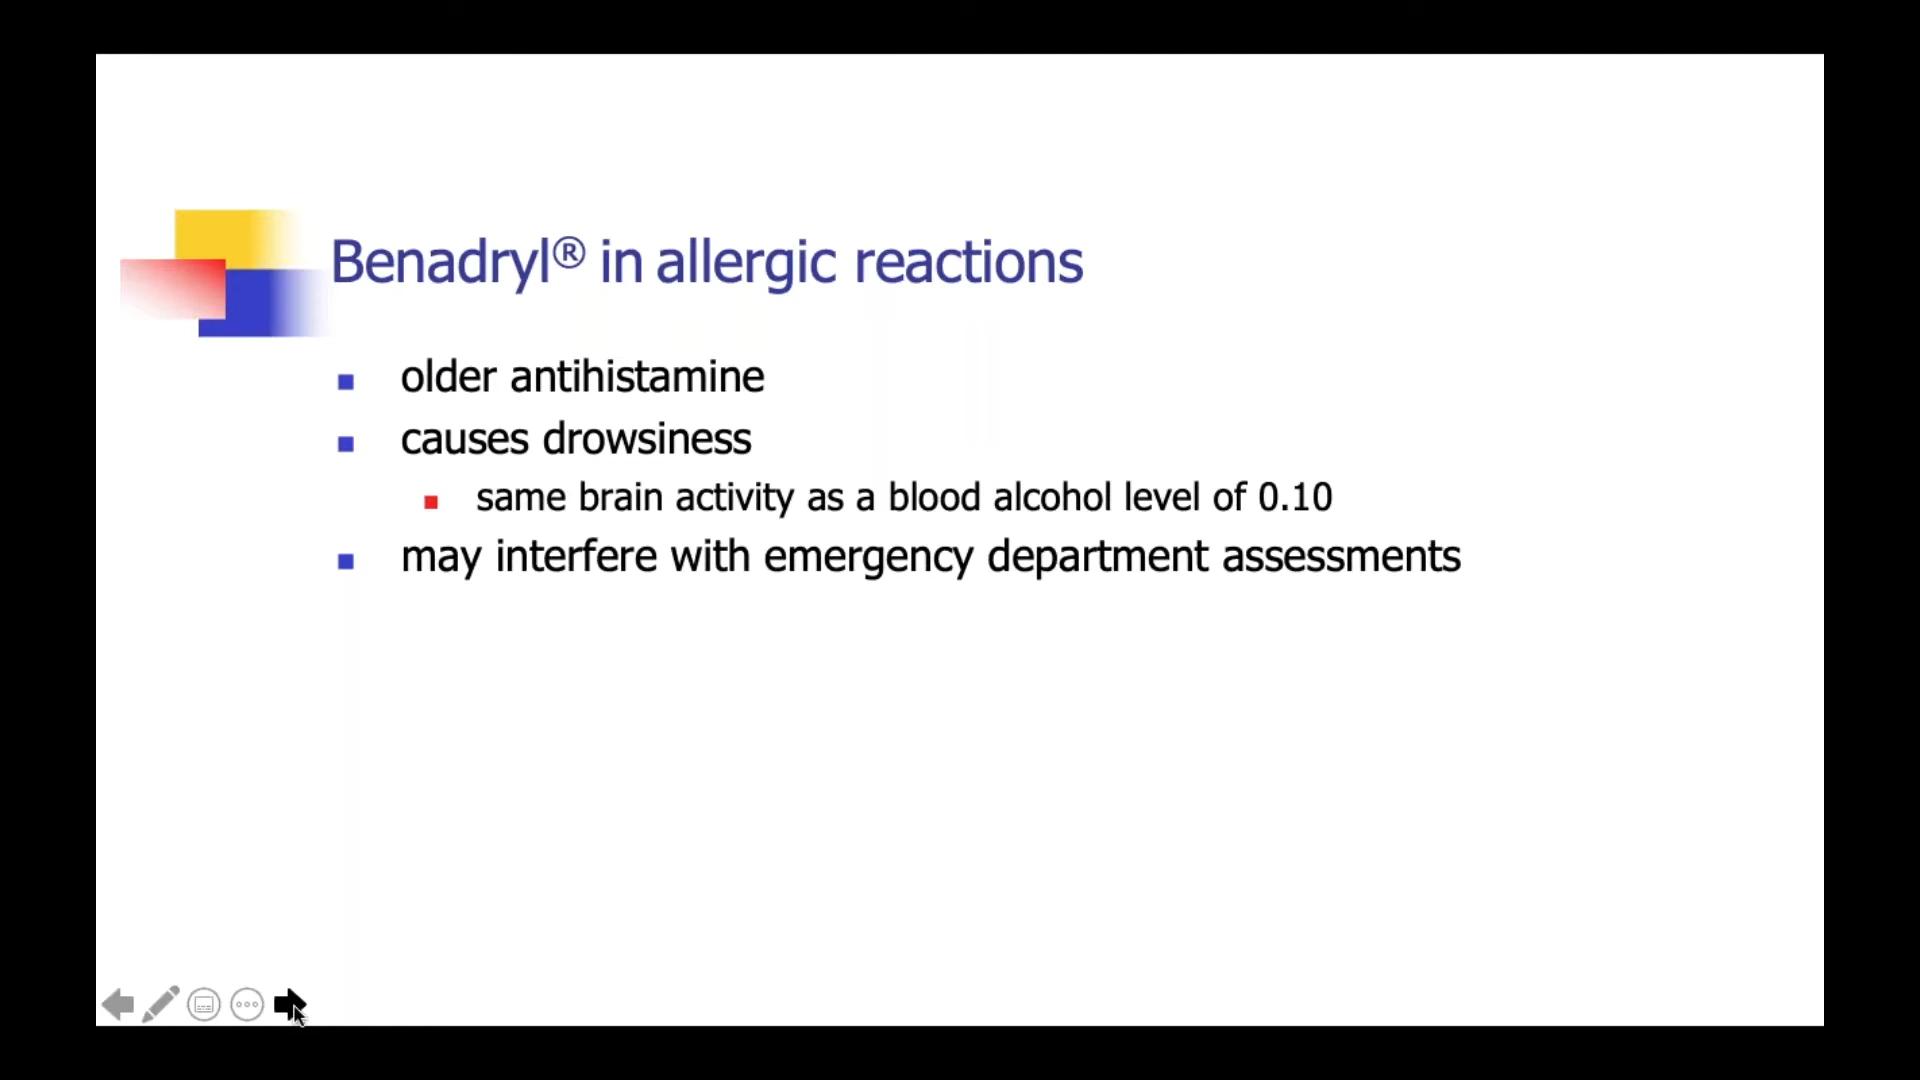 Benadryl® in allergic reactions
older antihistamine
causes drowsiness
same brain activity as a blood alcohol level of 0.10
may interfere with emergency department assessments